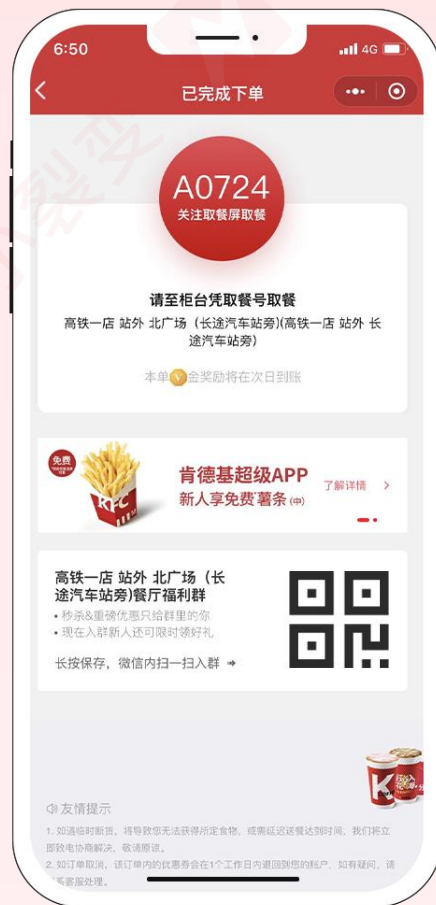 6:50
4G
已完成下单
A0724
关注取餐屏取餐
请至柜台凭取餐号取餐
高铁一店 站外 北广场（长途汽车站旁)(高铁一店 站外 长
途汽车站旁）
本单V金奖励将在次日到账
免费
KFC
肯德基超级APP
新人享免费薯条(中)
了解详情 >
高铁一店 站外 北广场（长
途汽车站旁)餐厅福利群
• 秒杀&重磅优惠只给群里的你
• 现在入群新人还可限时领好礼
长按保存，微信内扫一扫入群
K
友情提示
1. 如遇临时断货，将导致您无法获得所定食物，或需延迟送餐达到时间，我们将立
即致电协商解决，敬请原谅。
2. 如订单取消，该订单内的优惠券会在1个工作日内退回到您的账户，如有疑问，请
系客服处理。
裂变